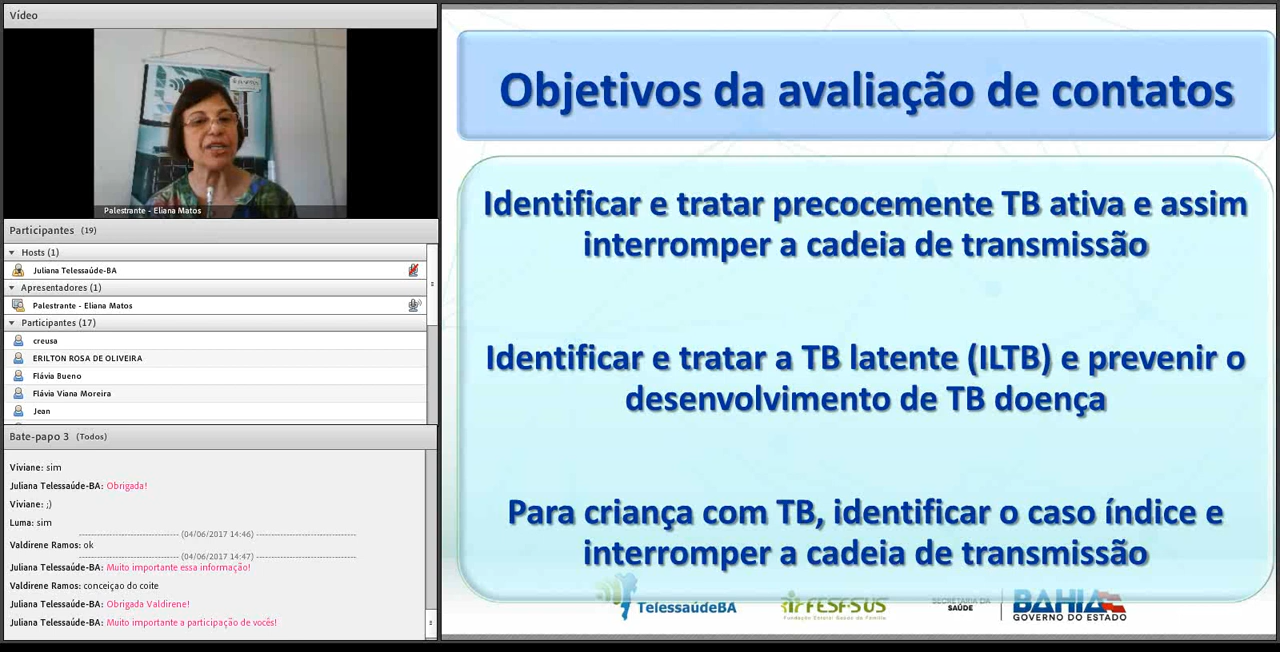 Vídeo
Palestrante - Eliana Matos
Participantes (19)
Hosts (1)
Juliana Telessaúde-BA
Apresentadores (1)
Palestrante - Eliana Matos
Participantes (17)
creusa
ERILTON ROSA DE OLIVEIRA
Flávia Bueno
Flávia Viana Moreira
Jean
Bate-papo 3 (Todos)
Viviane: sim
Juliana Telessaúde-BA: Obrigada!
Viviane: ;)
Luma: sim
(04/06/2017 14:46)
Valdirene Ramos: ok
(04/06/2017 14:47)
Juliana Telessaúde-BA: Muito importante essa informação!
Valdirene Ramos: conceiçao do coite
Juliana Telessaúde-BA: Obrigada Valdirene!
Juliana Telessaúde-BA: Muito importante a participação de vocês!
Objetivos da avaliação de contatos
Identificar e tratar precocemente TB ativa e assim
interromper a cadeia de transmissão
Identificar e tratar a TB latente (ILTB) e prevenir o
desenvolvimento de TB doença
Para criança com TB, identificar o caso índice e
interromper a cadeia de transmissão
TelessaúdeBA
FESF-SUS
Fundação Estatal Saúde da Família
SECRETARIA DA
SAÚDE
BAHIA
GOVERNO DO ESTADO